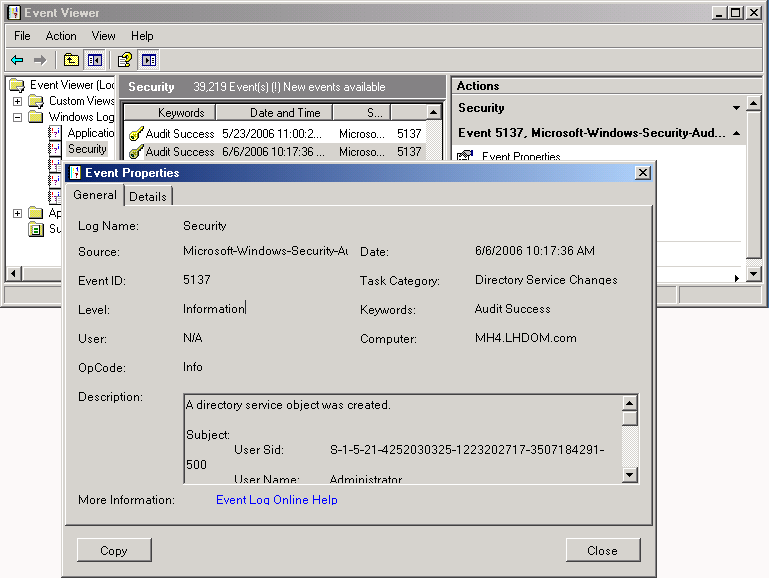 Event Viewer
File Action View Help
Event Viewer (Loc
Custom Views
Windows Log
Applicatio
Security
Ap
Su
Security 39,219 Event(s) (!) New events available
Keywords Date and Time S...
Audit Success 5/23/2006 11:00:2... Microso... 5137
Audit Success 6/6/2006 10:17:36 ... Microso... 5137
Actions
Security
Event 5137, Microsoft-Windows-Security-Aud...
Event Properties
Event Properties
General Details
Log Name: Security
Source: Microsoft-Windows-Security-Au Date: 6/6/2006 10:17:36 AM
Event ID: 5137 Task Category: Directory Service Changes
Level: Information Keywords: Audit Success
User: N/A Computer: MH4.LHDOM.com
OpCode: Info
Description:
A directory service object was created.
Subject:
User Sid: S-1-5-21-4252030325-1223202717-3507184291-
500
User Name: Administrator
More Information: Event Log Online Help
Copy Close